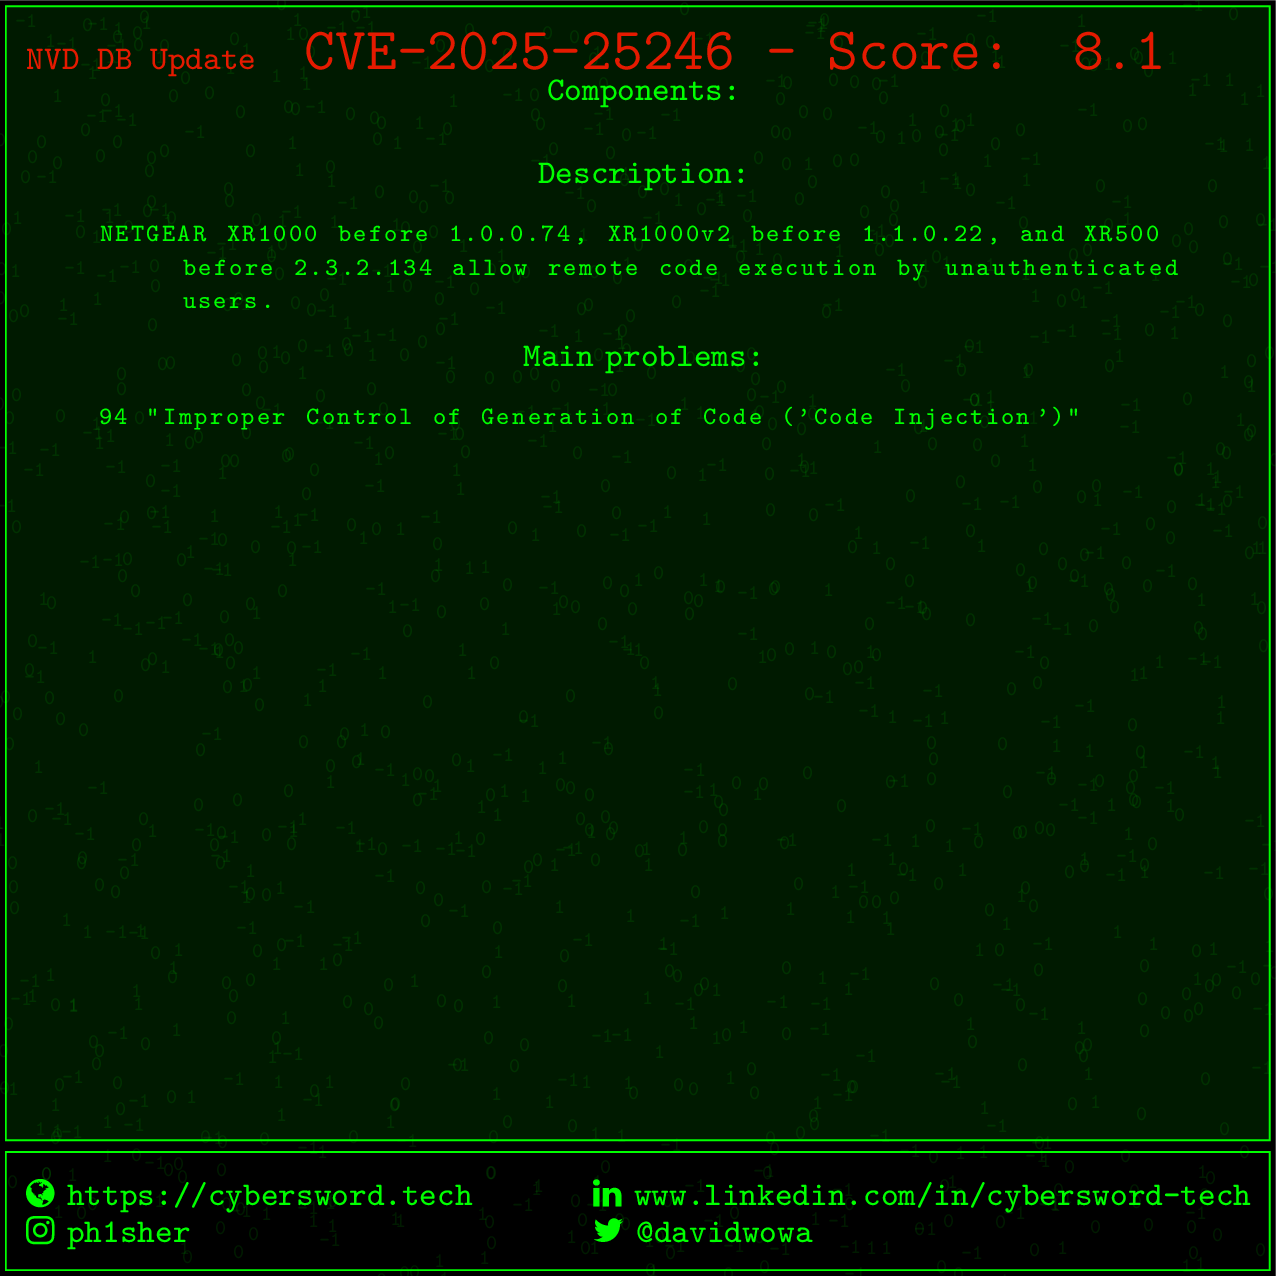 NVD DB Update CVE-2025-25246 - Score: 8.1
Components:
Description:
NETGEAR XR1000 before 1.0.0.74, XR1000v2 before 1.1.0.22, and XR500
before 2.3.2.134 allow remote code execution by unauthenticated
users.
Main problems:
94 "Improper Control of Generation of Code ('Code Injection')"
https://cybersword.tech www.linkedin.com/in/cybersword-tech
ph1sher @davidwowa